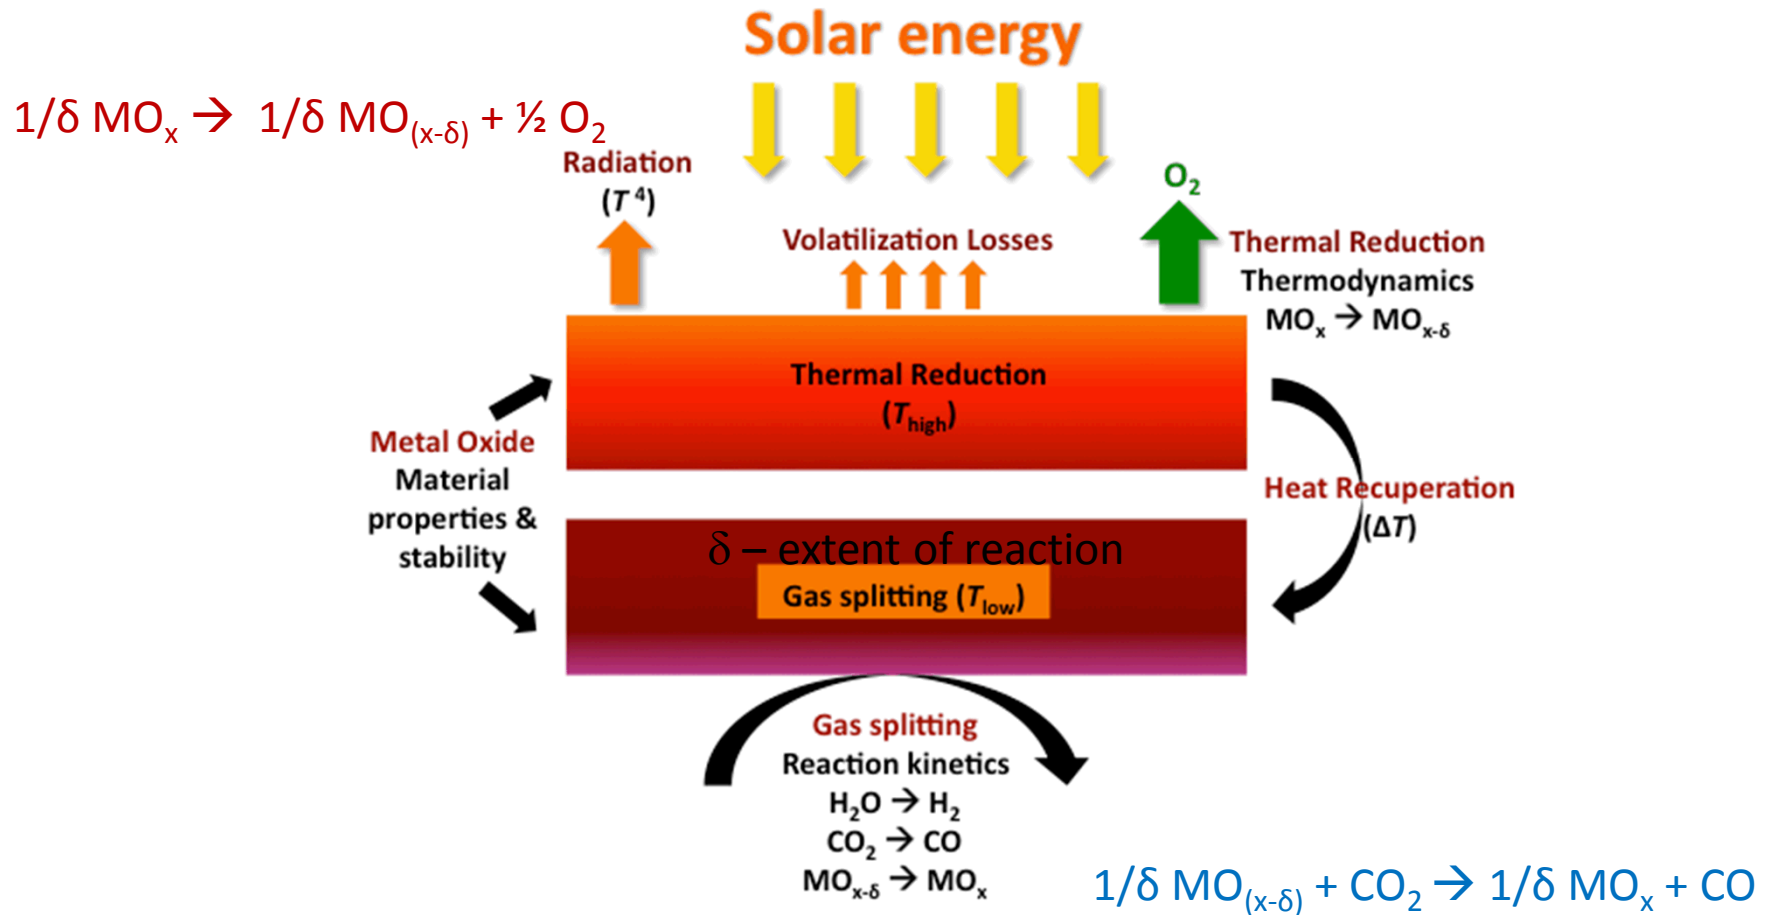 Solar energy
1/δ MOₓ → 1/δ MO₍ₓ₋δ₎ + ½ O₂
Radiation
(T ⁴)
O₂
Volatilization Losses
Thermal Reduction
Thermodynamics
MOₓ → MOₓ₋δ
Thermal Reduction
(Thigh)
Metal Oxide
Material
properties &
stability
Heat Recuperation
(ΔT)
δ – extent of reaction
Gas splitting (Tlow)
Gas splitting
Reaction kinetics
H₂O → H₂
CO₂ → CO
MOₓ₋δ → MOₓ
1/δ MO₍ₓ₋δ₎ + CO₂ → 1/δ MOₓ + CO